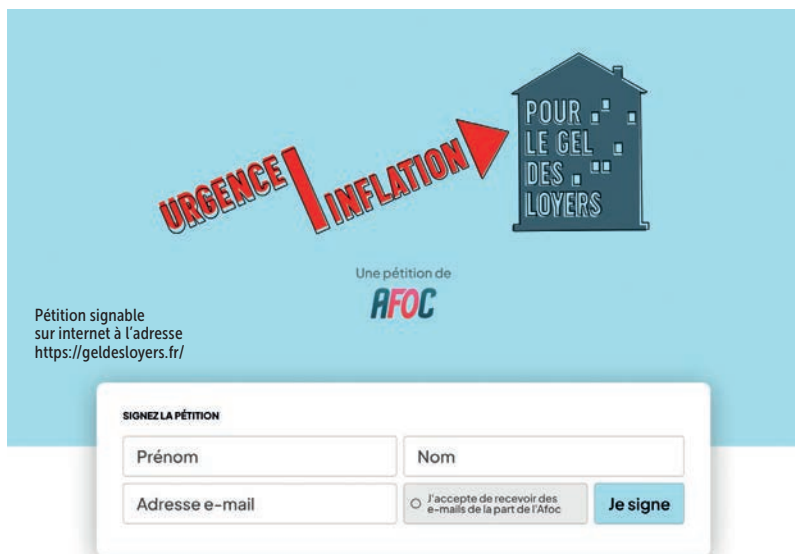 URGENCE INFLATION
POUR
LE GEL
DES
LOYERS
Une pétition de
AFOC
Pétition signable
sur internet à l'adresse
https://geldesloyers.fr/
SIGNEZ LA PÉTITION
Prénom
Nom
Adresse e-mail
J'accepte de recevoir des
e-mails de la part de l'Afoc
Je signe